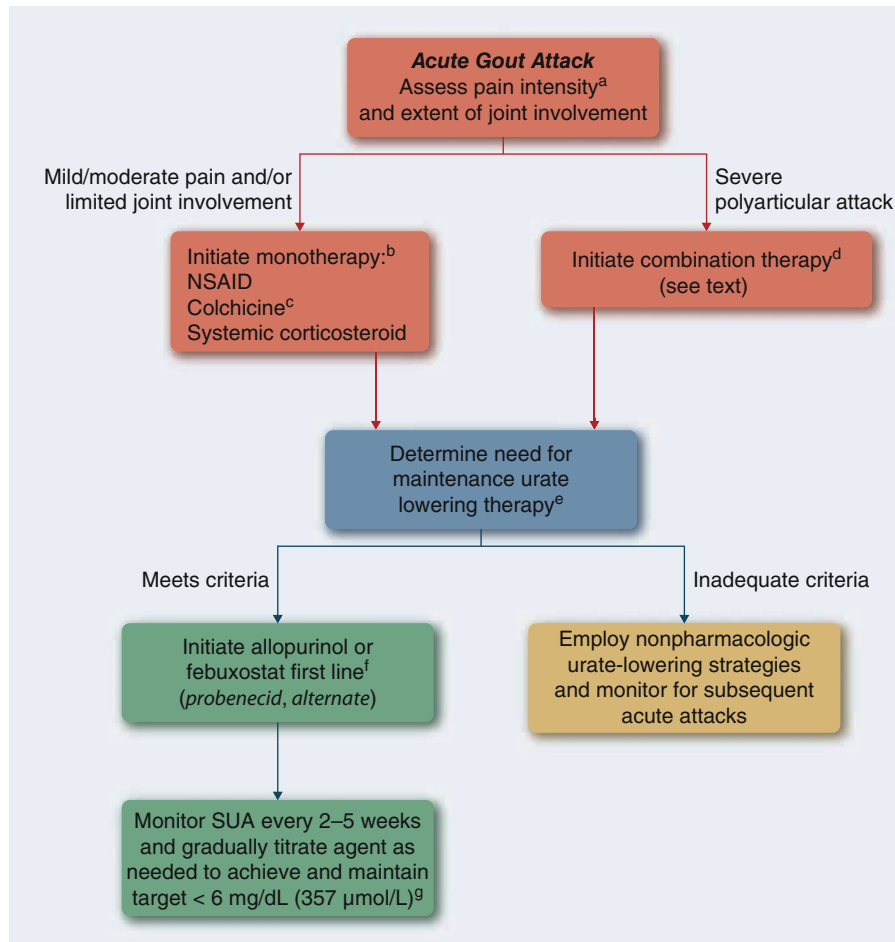 Acute Gout Attack
Assess pain intensityᵃ
and extent of joint involvement
Mild/moderate pain and/or
limited joint involvement
Severe
polyarticular attack
Initiate monotherapy:ᵇ
NSAID
Colchicineᶜ
Systemic corticosteroid
Initiate combination therapyᵈ
(see text)
Determine need for
maintenance urate
lowering therapyᵉ
Meets criteria
Inadequate criteria
Initiate allopurinol or
febuxostat first lineᶠ
(probenecid, alternate)
Employ nonpharmacologic
urate-lowering strategies
and monitor for subsequent
acute attacks
Monitor SUA every 2–5 weeks
and gradually titrate agent as
needed to achieve and maintain
target < 6 mg/dL (357 μmol/L)ᵍ